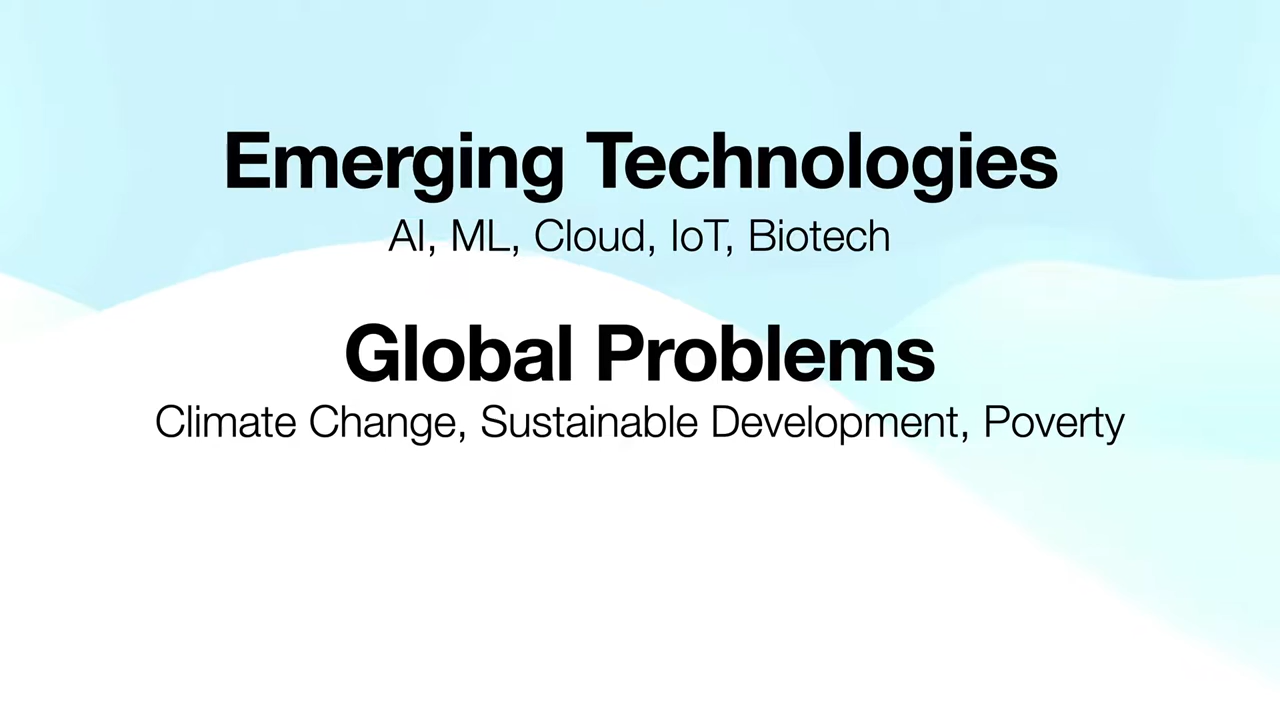 Emerging Technologies
AI, ML, Cloud, IoT, Biotech
Global Problems
Climate Change, Sustainable Development, Poverty